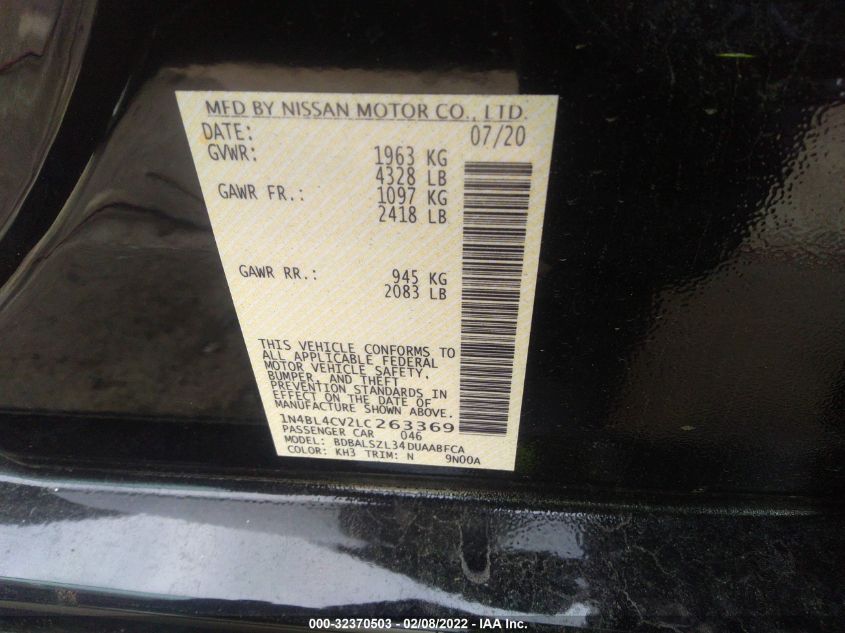 MFD BY NISSAN MOTOR CO., LTD.
DATE: 07/20
GVWR: 1963 KG
4328 LB
GAWR FR.: 1097 KG
2418 LB
GAWR RR.: 945 KG
2083 LB
THIS VEHICLE CONFORMS TO
ALL APPLICABLE FEDERAL
MOTOR VEHICLE SAFETY,
BUMPER, AND THEFT
PREVENTION STANDARDS IN
EFFECT ON THE DATE OF
MANUFACTURE SHOWN ABOVE.
1N4BL4CV2LC263369
PASSENGER CAR 046
MODEL: BDBALSZL34DUAABFCA
COLOR: KH3 TRIM: N 9N00A
000-32370503 - 02/08/2022 - IAA Inc.